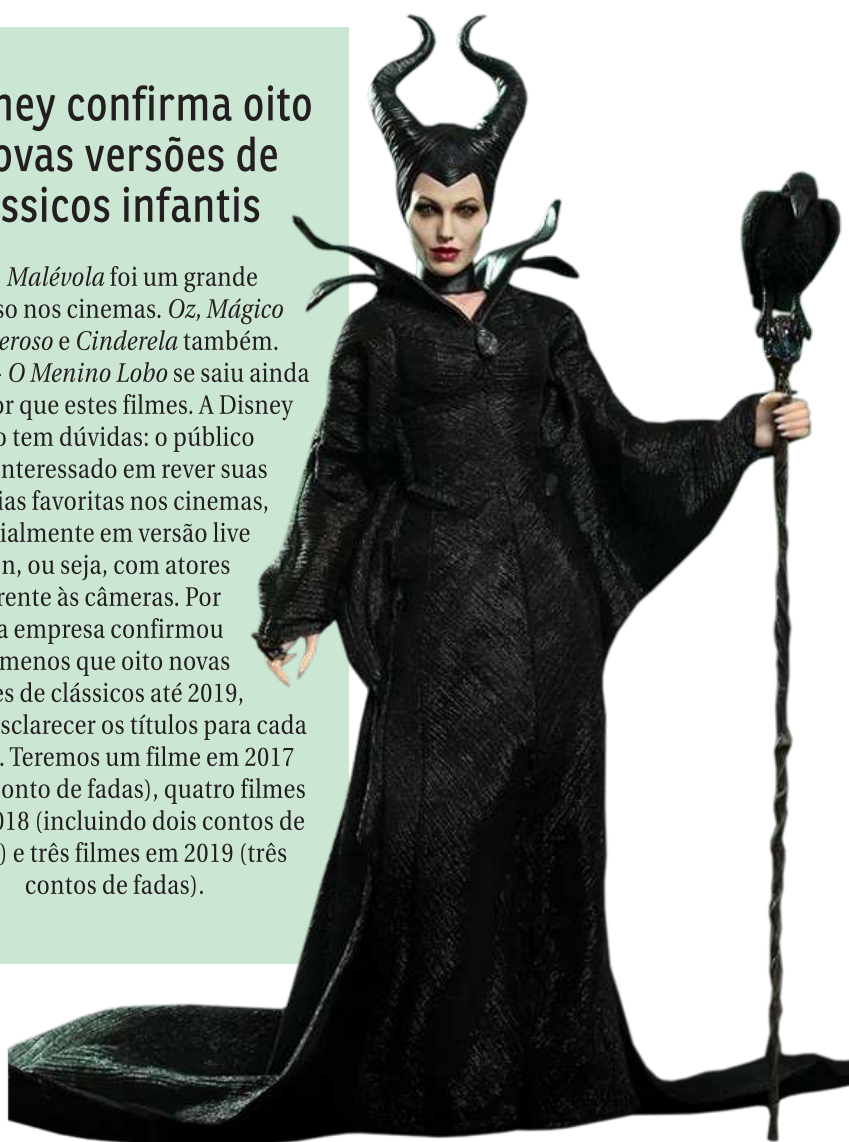 ney confirma oito
ovas versões de
ssicos infantis
Malévola foi um grande
so nos cinemas. Oz, Mágico
eroso e Cinderela também.
- O Menino Lobo se saiu ainda
or que estes filmes. A Disney
o tem dúvidas: o público
nteressado em rever suas
ias favoritas nos cinemas,
ialmente em versão live
n, ou seja, com atores
rente às câmeras. Por
a empresa confirmou
menos que oito novas
es de clássicos até 2019,
sclarecer os títulos para cada
. Teremos um filme em 2017
onto de fadas), quatro filmes
018 (incluindo dois contos de
) e três filmes em 2019 (três
contos de fadas).